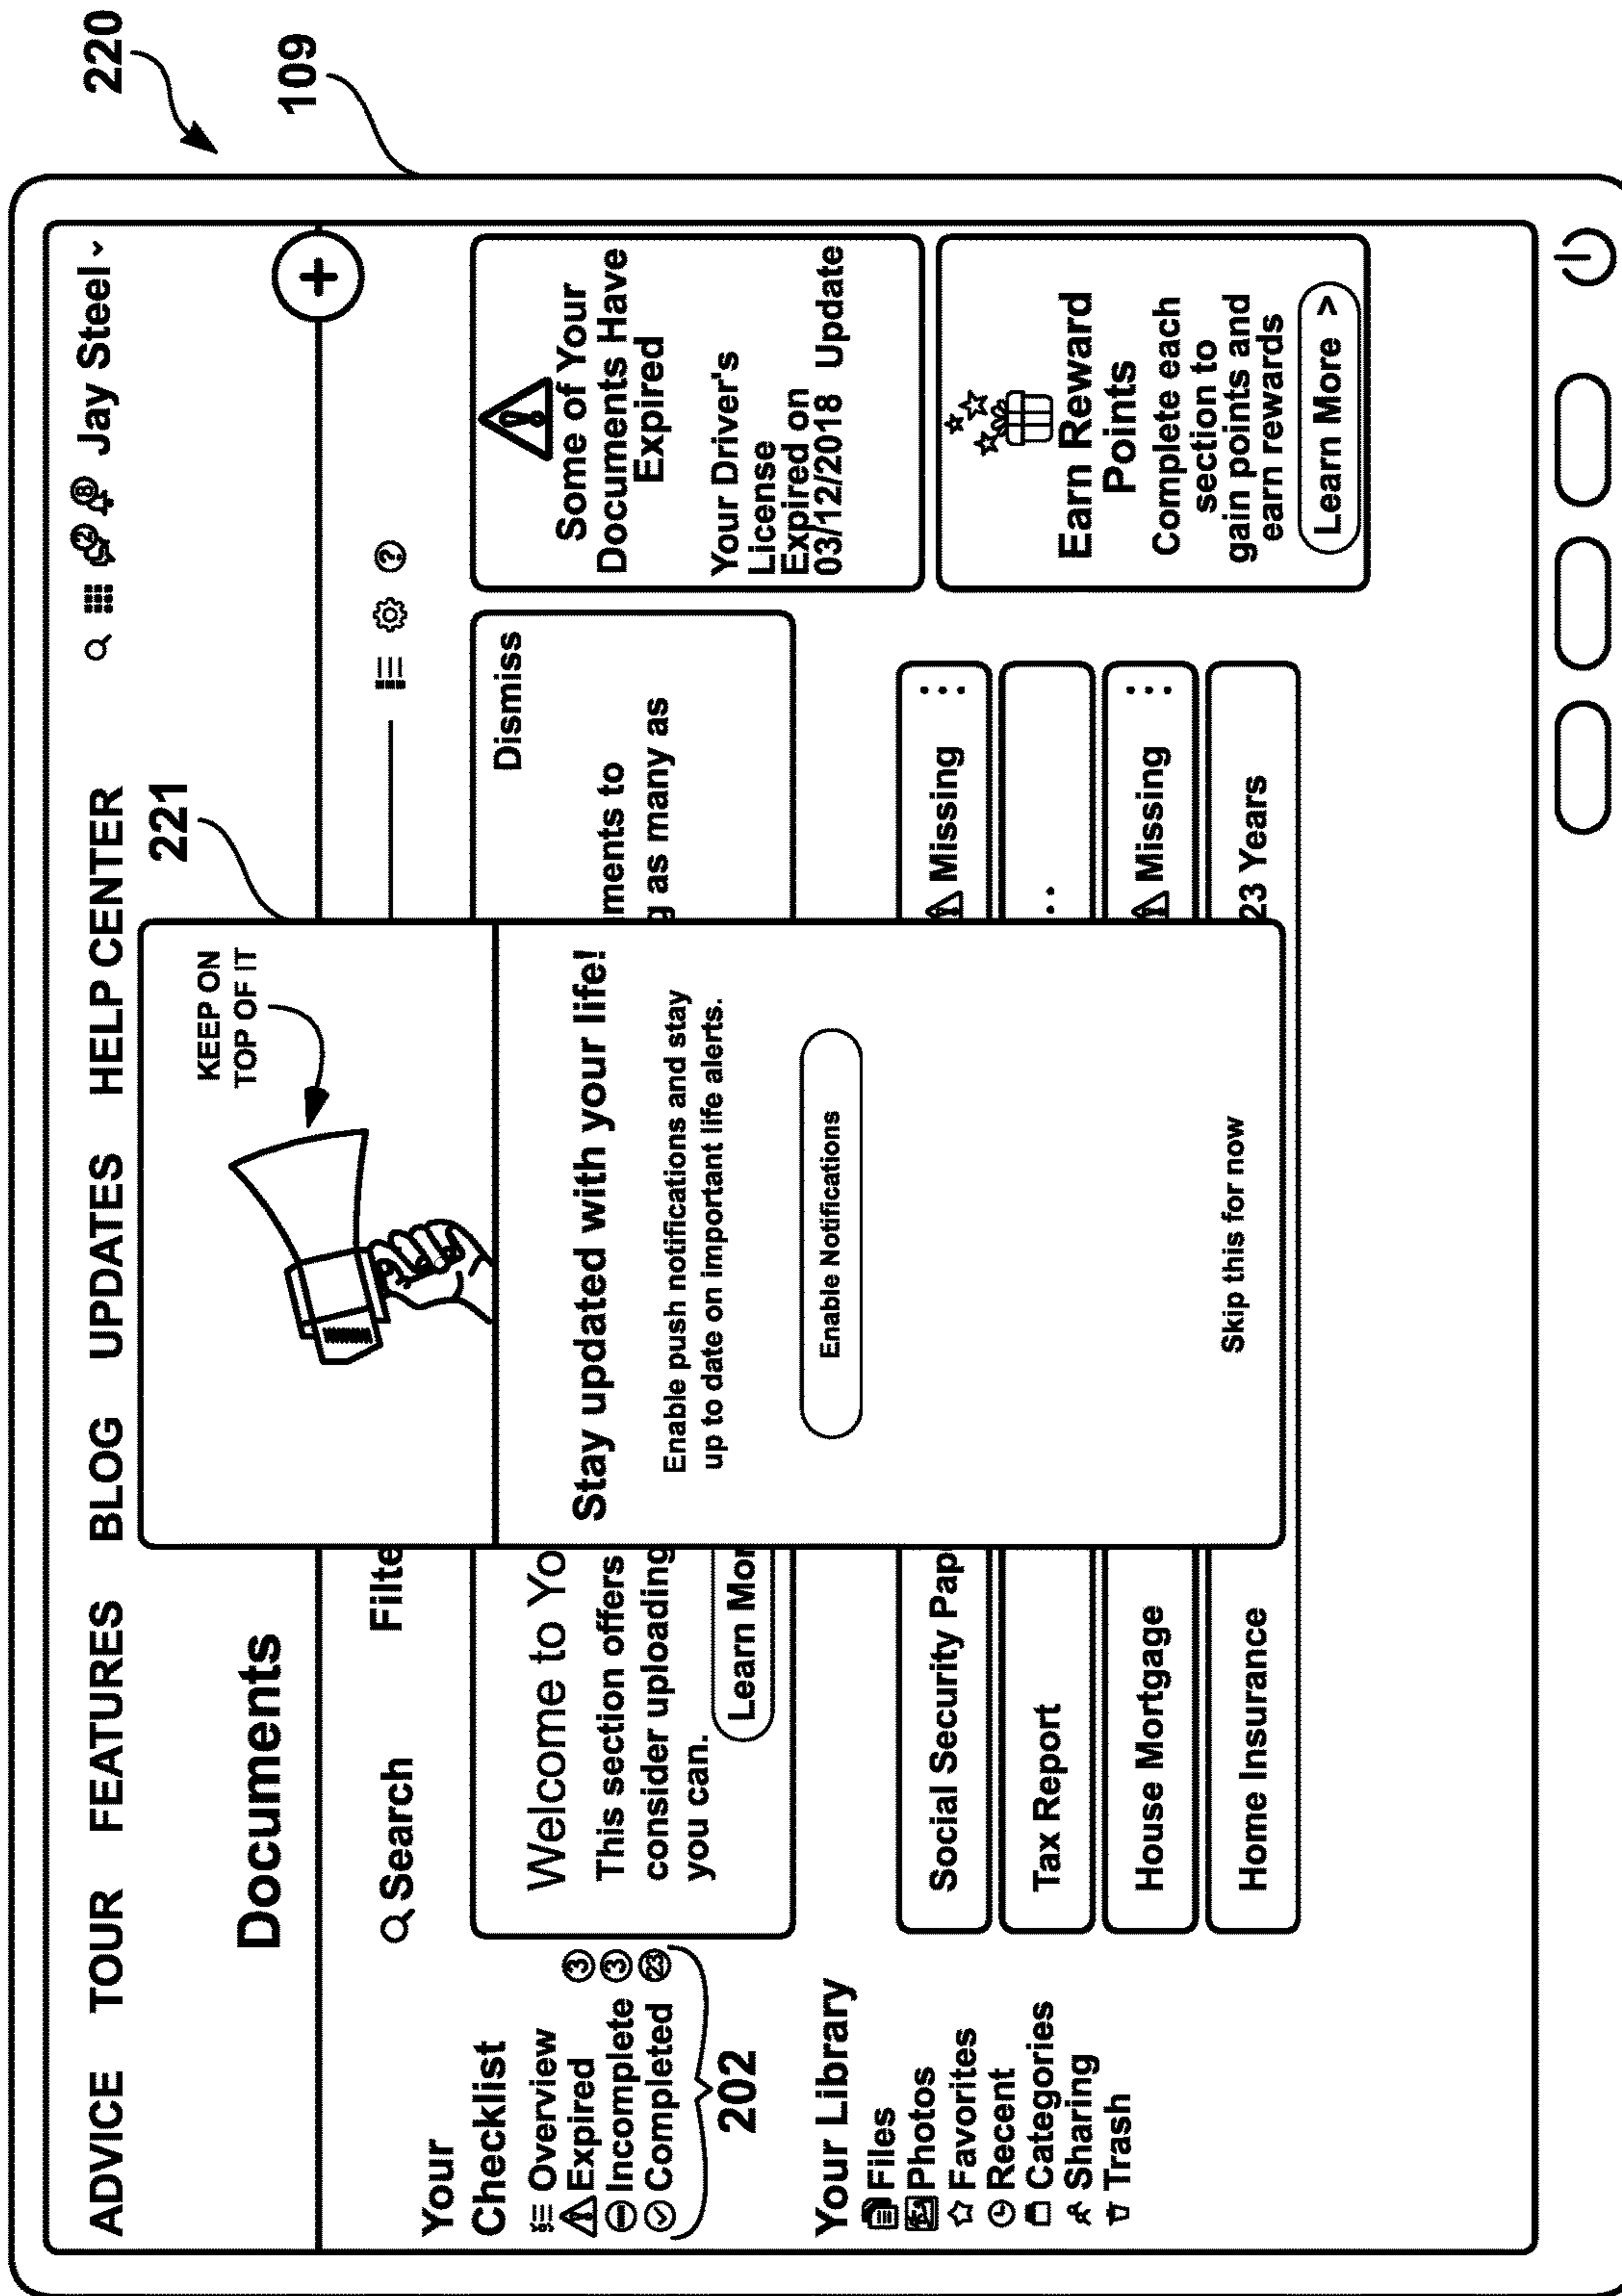 220
109
ADVICE TOUR FEATURES BLOG UPDATES HELP CENTER 2 8 Jay Steel
221
Documents
+
Search
Filte
?
Your
Checklist
Overview
Expired 3
Incomplete 3
Completed 23
202
Your Library
Files
Photos
Favorites
Recent
Categories
Sharing
Trash
Welcome to Yo
Dismiss
This section offers
ments to
consider uploading
g as many as
you can.
Learn Mor
Social Security Pap
Missing
Tax Report
House Mortgage
Missing
Home Insurance
23 Years
KEEP ON
TOP OF IT
Stay updated with your life!
Enable push notifications and stay
up to date on important life alerts.
Enable Notifications
Skip this for now
Some of Your
Documents Have
Expired
Your Driver's
License
Expired on
03/12/2018 Update
Earn Reward
Points
Complete each
section to
gain points and
earn rewards
Learn More >